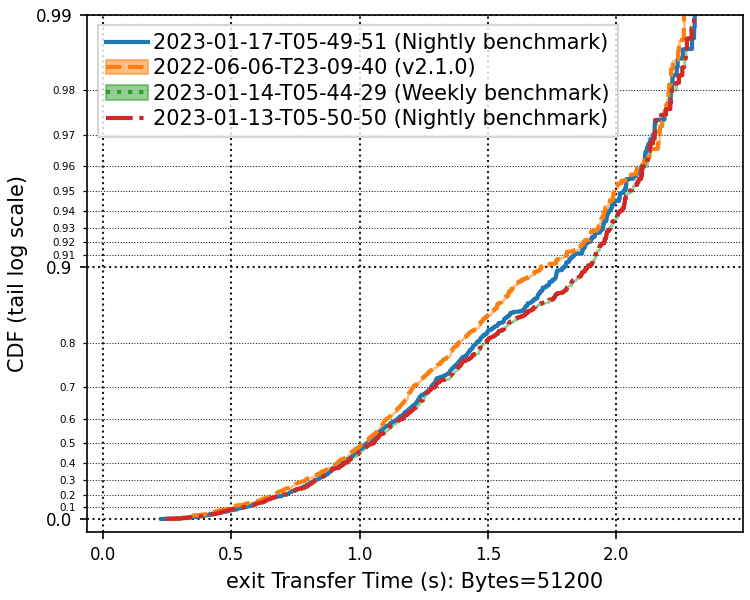 0.99
2023-01-17-T05-49-51 (Nightly benchmark)
2022-06-06-T23-09-40 (v2.1.0)
2023-01-14-T05-44-29 (Weekly benchmark)
2023-01-13-T05-50-50 (Nightly benchmark)
0.98
0.97
0.96
0.95
0.94
0.93
0.92
0.91
0.9
0.8
0.7
0.6
0.5
0.4
0.3
0.2
0.1
0.0
CDF (tail log scale)
0.0 0.5 1.0 1.5 2.0
exit Transfer Time (s): Bytes=51200